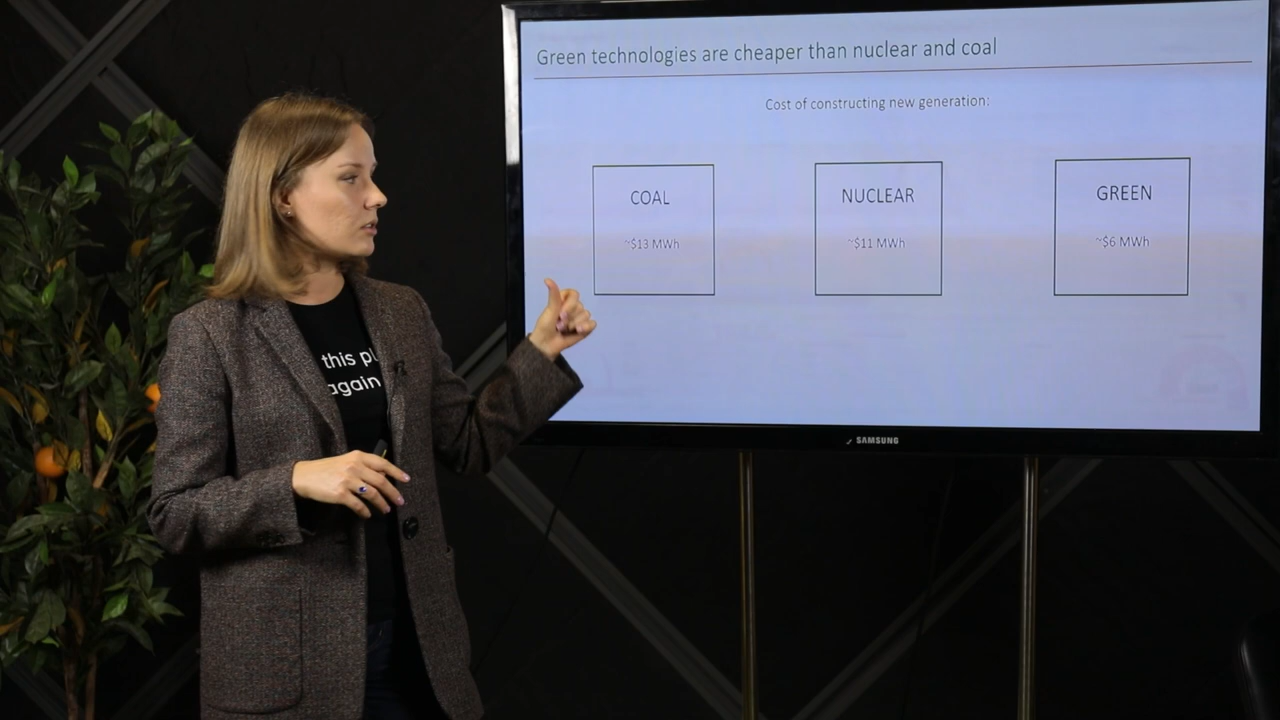 Green technologies are cheaper than nuclear and coal
Cost of constructing new generation:
COAL
~$13 MWh
NUCLEAR
~$11 MWh
GREEN
~$6 MWh
this pl
again
SAMSUNG